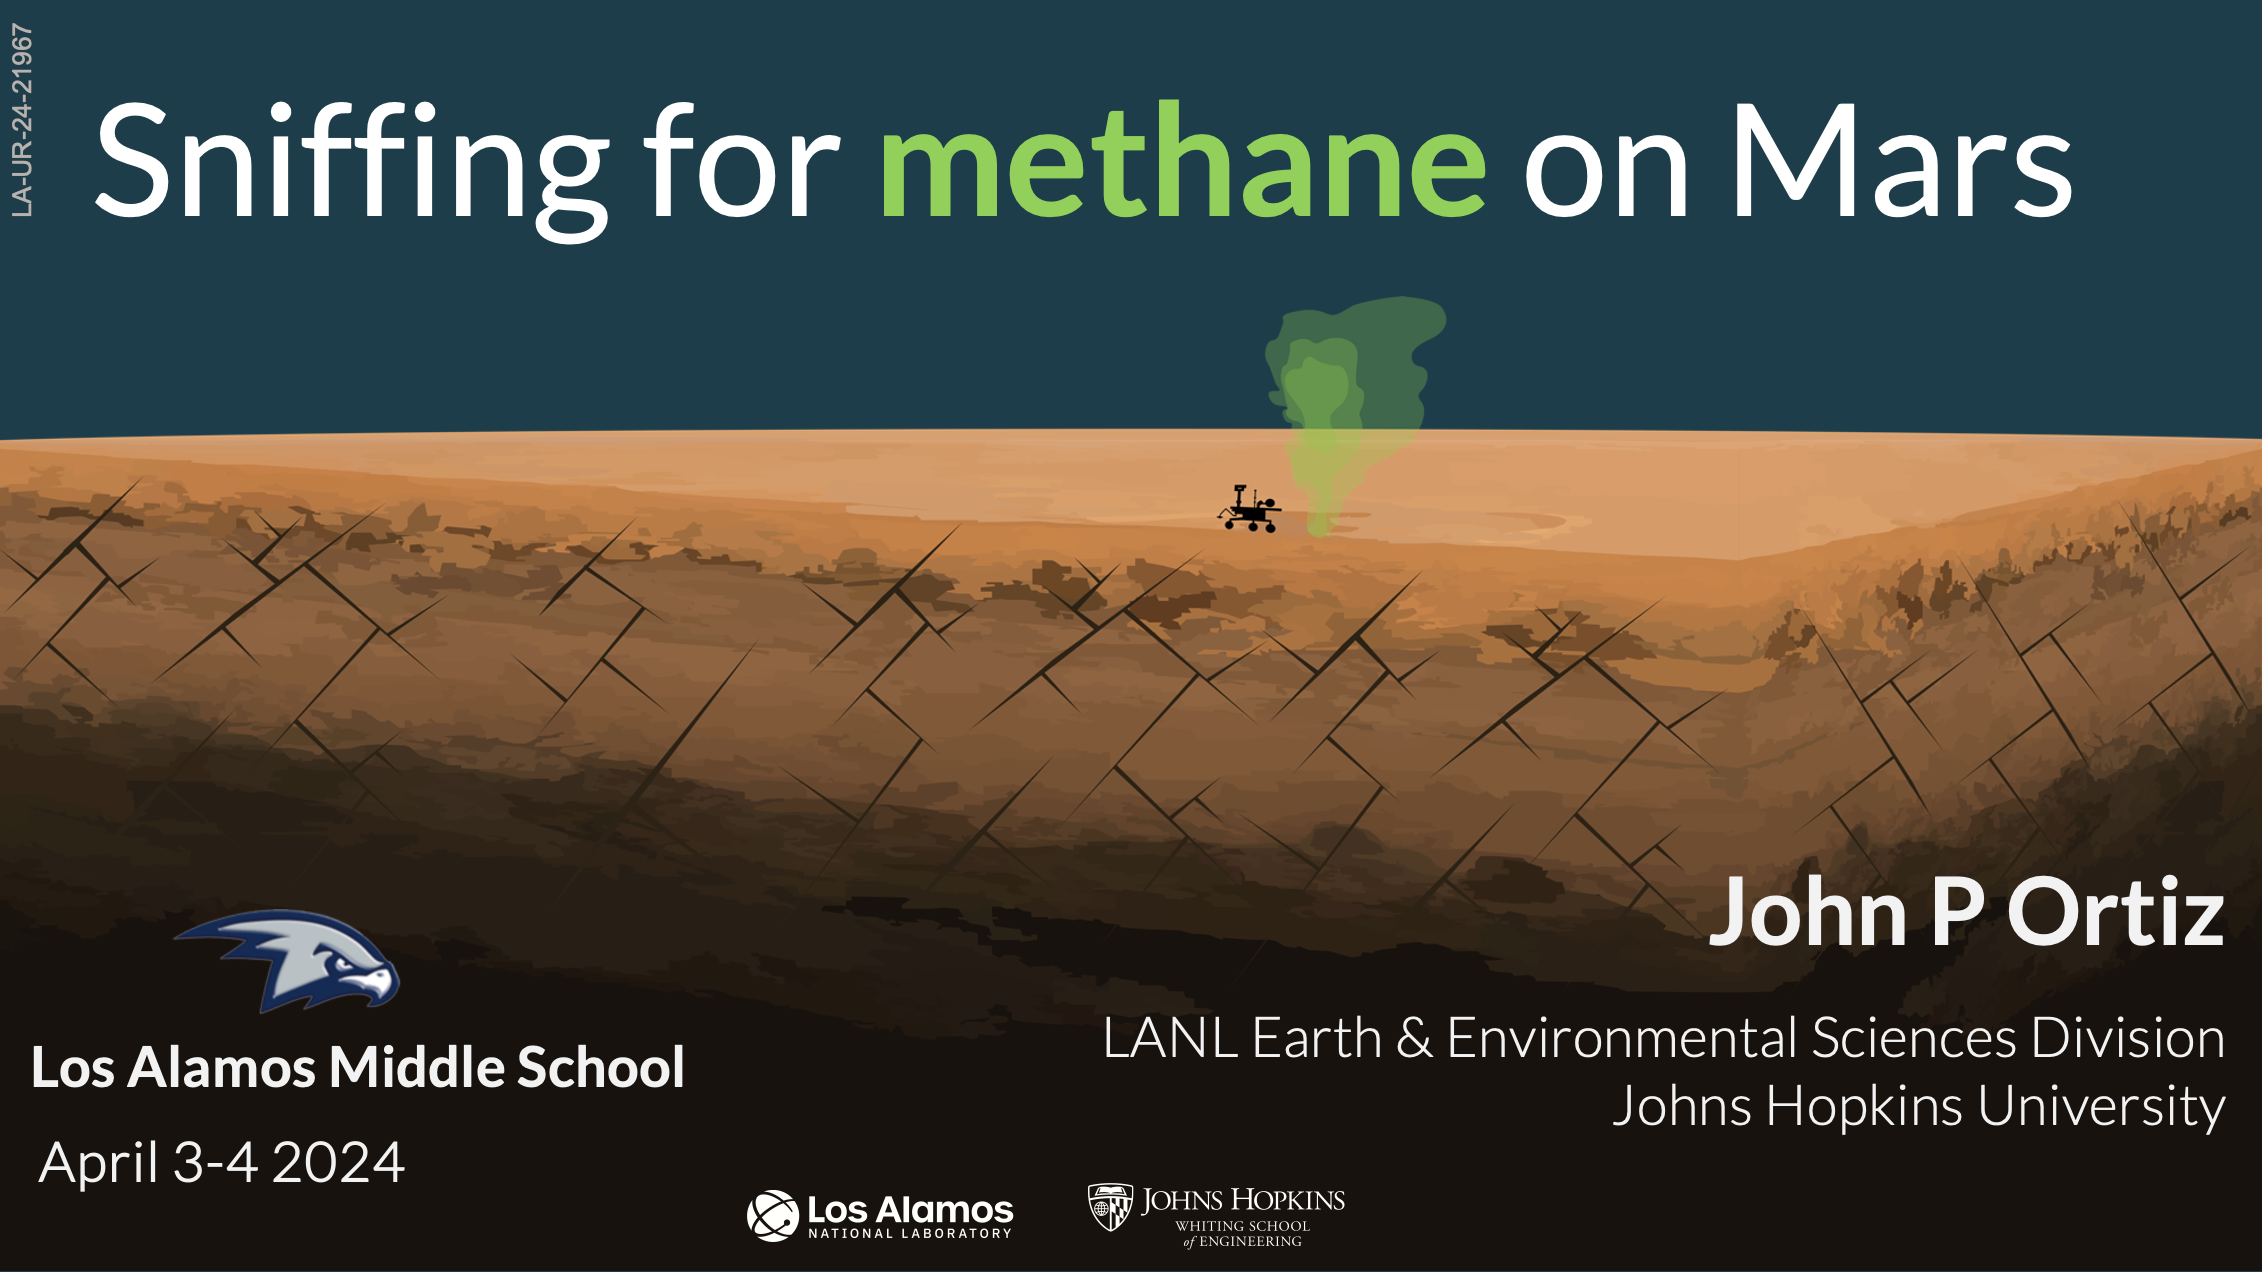 LA-UR-24-21967
Sniffing for methane on Mars
John P Ortiz
LANL Earth & Environmental Sciences Division
Johns Hopkins University
Los Alamos Middle School
April 3-4 2024
Los Alamos
NATIONAL LABORATORY
JOHNS HOPKINS
WHITING SCHOOL
of ENGINEERING